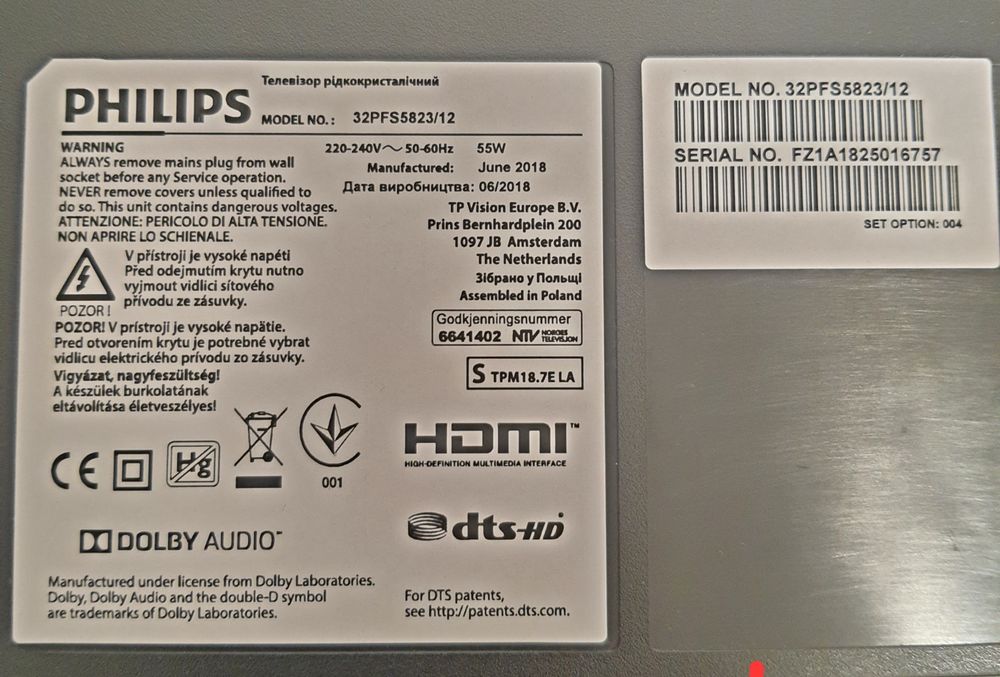 Телевізор рідкокристалічний
PHILIPS
MODEL NO.: 32PFS5823/12
WARNING
ALWAYS remove mains plug from wall
socket before any Service operation.
NEVER remove covers unless qualified to
do so. This unit contains dangerous voltages.
ATTENZIONE: PERICOLO DI ALTA TENSIONE.
NON APRIRE LO SCHIENALE.
220-240V~ 50-60Hz 55W
Manufactured: June 2018
Дата виробництва: 06/2018
TP Vision Europe B.V.
Prins Bernhardplein 200
1097 JB Amsterdam
The Netherlands
Зібрано у Польщі
Assembled in Poland
V přístroji je vysoké napětí
Před odejmutím krytu nutno
vyjmout vidlici síťového
přívodu ze zásuvky.
POZOR!
POZOR! V prístroji je vysoké napätie.
Pred otvorením krytu je potrebné vybrat
vidlicu elektrického prívodu zo zásuvky.
Vigyázat, nagyfeszültség!
A készülek burkolatának
eltávolítása életveszélyes!
Godkjenningsnummer
6641402 NTV NORGES
TELEVISJON
S TPM18.7E LA
CE
Hg
001
HDMI™
HIGH-DEFINITION MULTIMEDIA INTERFACE
DOLBY AUDIO™
dts-HD
Manufactured under license from Dolby Laboratories.
Dolby, Dolby Audio and the double-D symbol
are trademarks of Dolby Laboratories.
For DTS patents,
see http://patents.dts.com.
MODEL NO. 32PFS5823/12
SERIAL NO. FZ1A1825016757
SET OPTION: 004